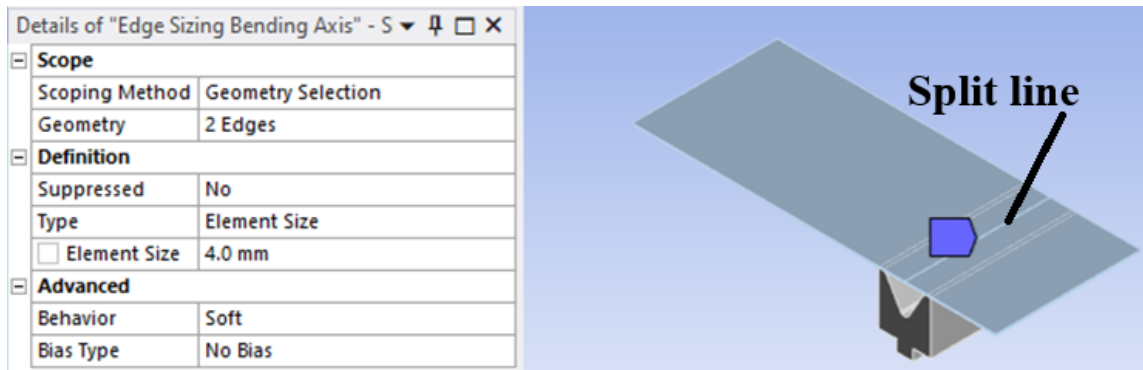 Details of "Edge Sizing Bending Axis" - S
Scope
Scoping Method Geometry Selection
Geometry 2 Edges
Definition
Suppressed No
Type Element Size
Element Size 4.0 mm
Advanced
Behavior Soft
Bias Type No Bias
Split line